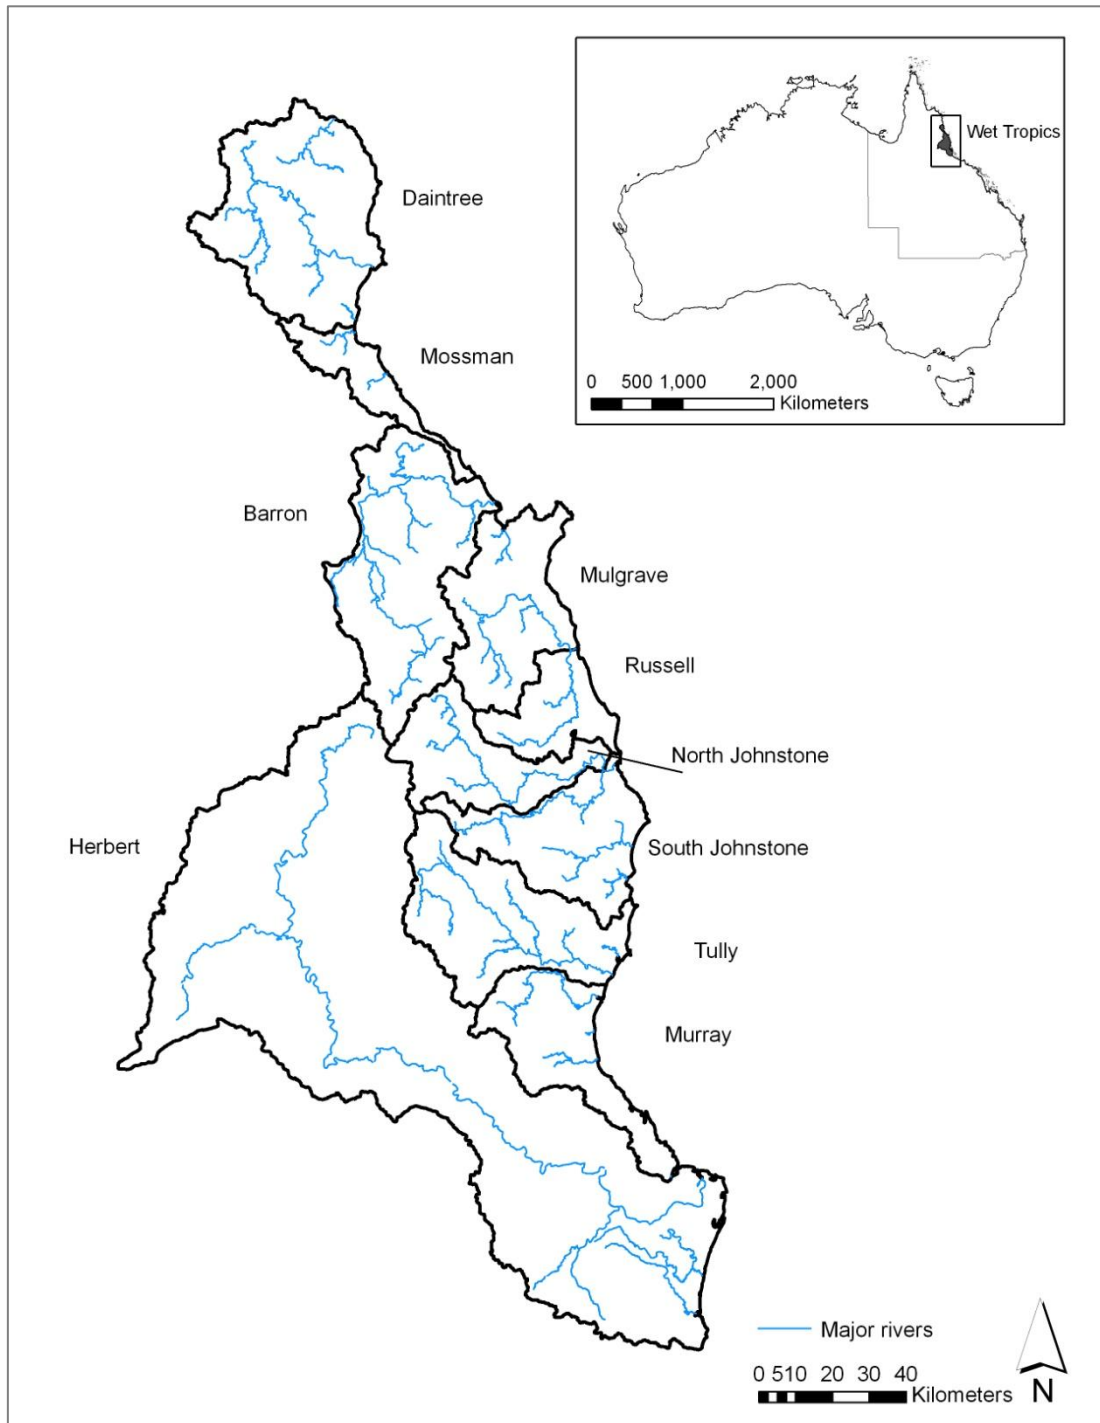 Wet Tropics
0 500 1,000 2,000
Kilometers
Daintree
Mossman
Barron
Mulgrave
Russell
North Johnstone
Herbert
South Johnstone
Tully
Murray
Major rivers
0 510 20 30 40
Kilometers
N